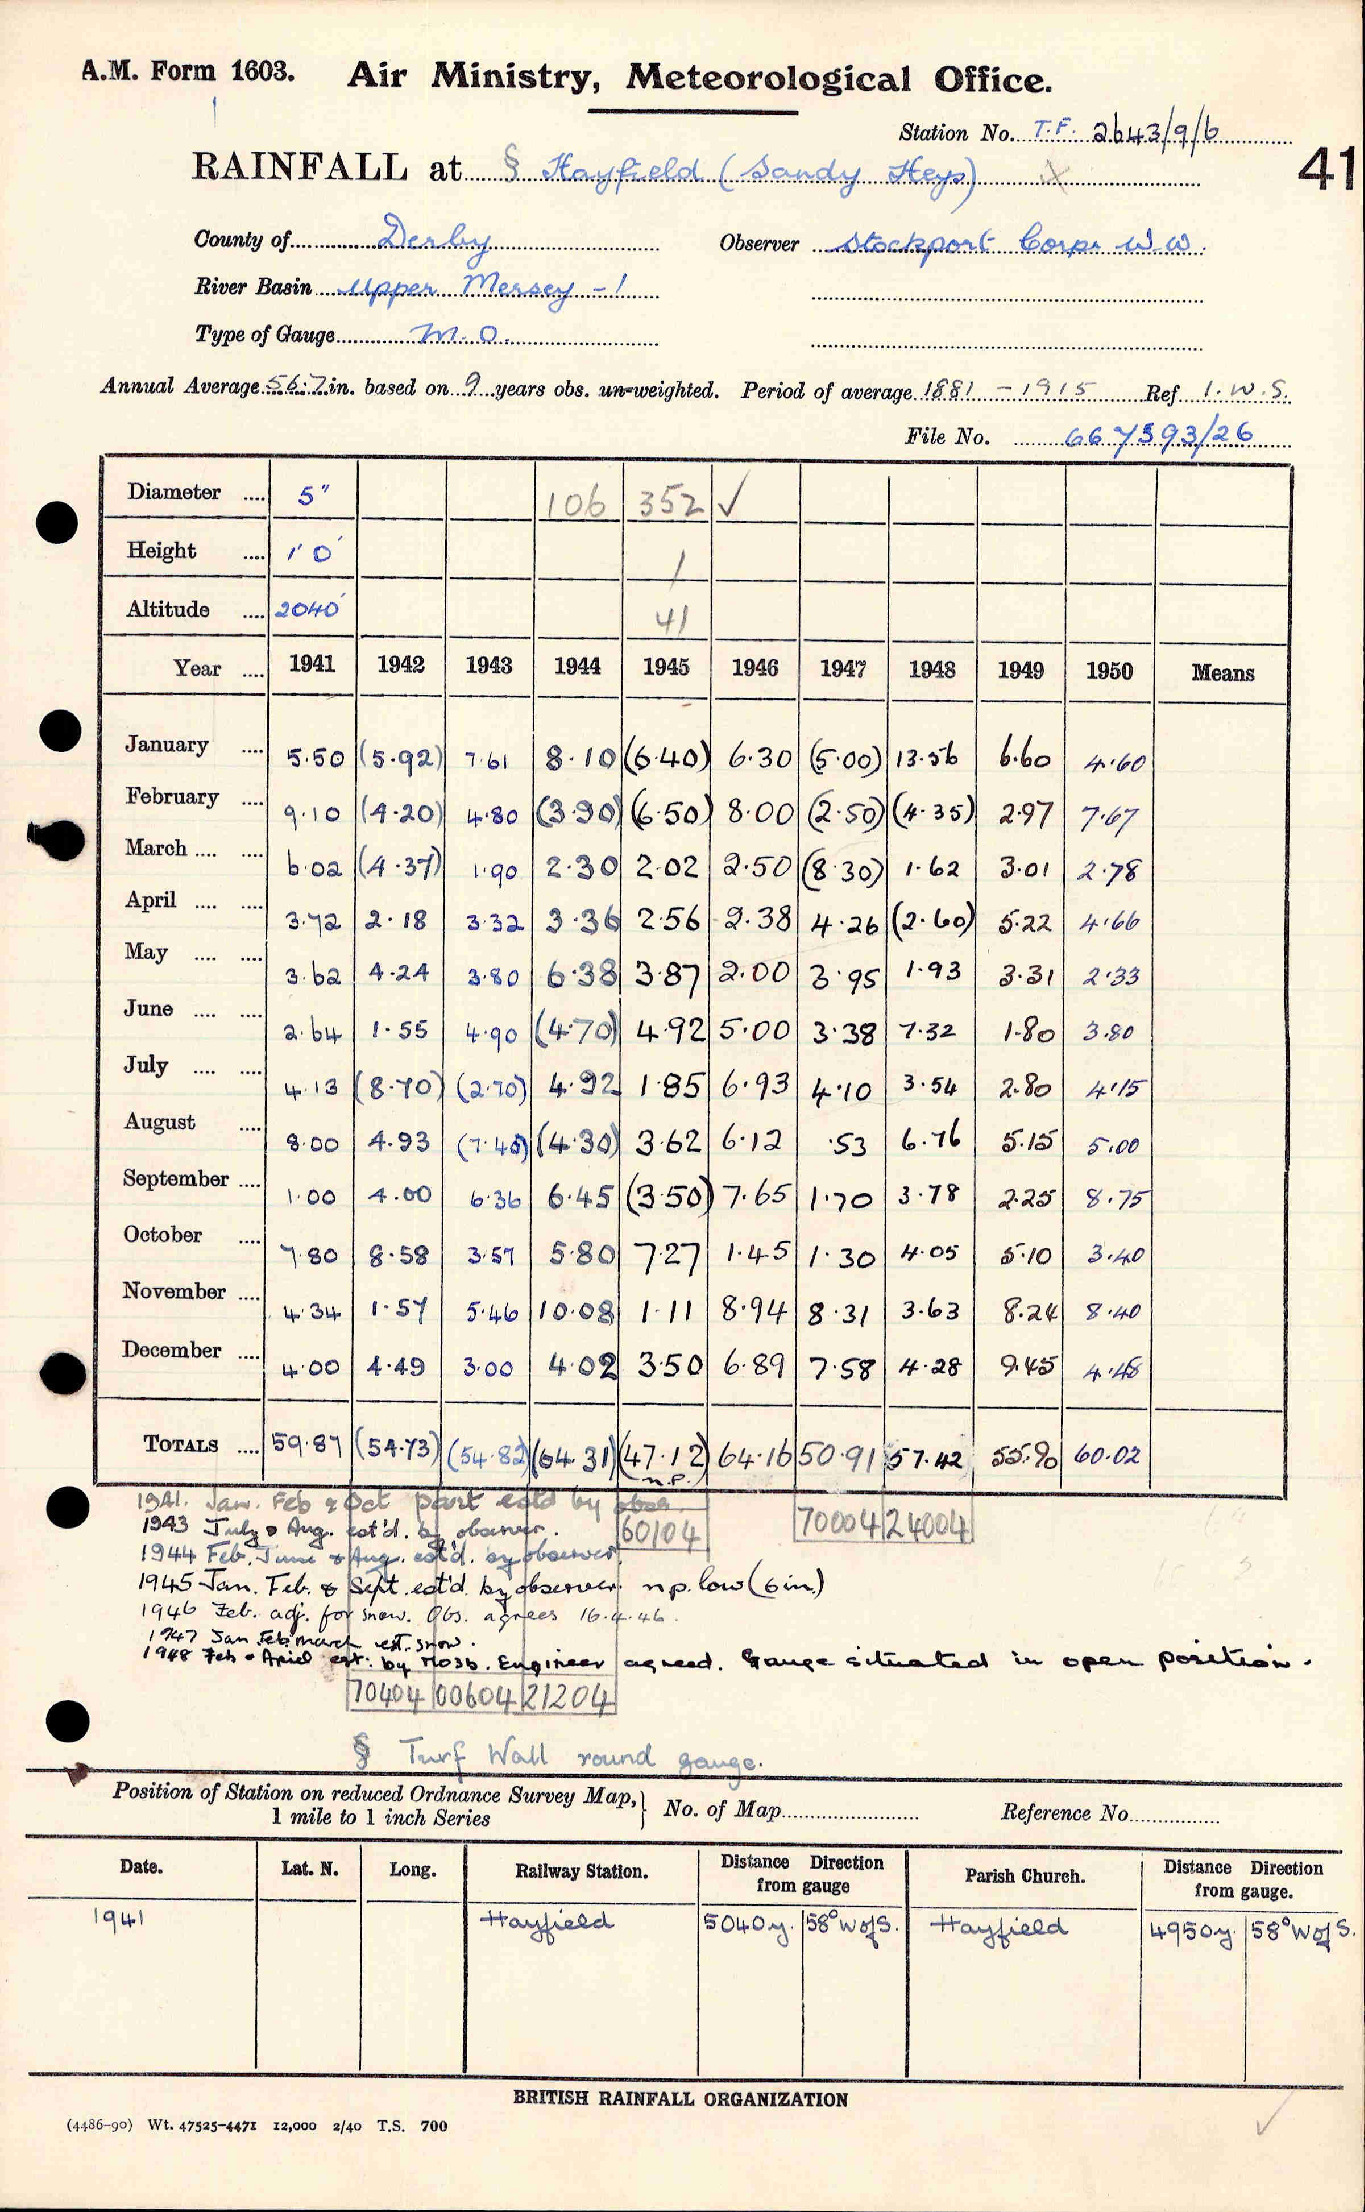 A.M. Form 1603. Air Ministry, Meteorological Office.
Station No. T.F. 2643/9/6
41
RAINFALL at § Hayfield (Sandy Heys)
County of Derby Observer Stockport Corpn W.W.
River Basin Upper Mersey - 1
Type of Gauge M.O.
Annual Average 56.7 in. based on 9 years obs. un-weighted. Period of average 1881 - 1915 Ref. I.W.S.
File No. 667593/26
Diameter .... 5" 106 352 ✓
Height .... 1' 0" 1
Altitude .... 2040' 41
Year .... 1941 1942 1943 1944 1945 1946 1947 1948 1949 1950 Means
January .... 5.50 (5.92) 7.61 8.10 (6.40) 6.30 (5.00) 13.56 6.60 4.60
February .... 9.10 (4.20) 4.80 (3.90) (6.50) 8.00 (2.50) (4.35) 2.97 7.67
March .... .... 6.02 (4.37) 1.90 2.30 2.02 2.50 (8.30) 1.62 3.01 2.78
April .... .... 3.72 2.18 3.32 3.36 2.56 2.38 4.26 (2.60) 5.22 4.66
May .... .... 3.62 4.24 3.80 6.38 3.87 2.00 3.95 1.93 3.31 2.33
June .... .... 2.64 1.55 4.90 (4.70) 4.92 5.00 3.38 7.32 1.80 3.80
July .... .... 4.13 (8.70) (2.70) 4.92 1.85 6.93 4.10 3.54 2.80 4.15
August .... 8.00 4.93 (7.40) (4.30) 3.62 6.12 .53 6.76 5.15 5.00
September .... 1.00 4.00 6.36 6.45 (3.50) 7.65 1.70 3.78 2.25 8.75
October .... 7.80 8.58 3.57 5.80 7.27 1.45 1.30 4.05 5.10 3.40
November .... 4.34 1.57 5.46 10.08 1.11 8.94 8.31 3.63 8.24 8.40
December .... 4.00 4.49 3.00 4.02 3.50 6.89 7.58 4.28 9.45 4.48
TOTALS .... 59.87 (54.73) (54.82) (64.31) (47.12) n.p. 64.16 50.91 57.42 55.90 60.02
1941. Jan. Feb & Oct part estd by obsr.
1943 July & Aug. est'd. by observer. 60104 70004 24004
1944 Feb. June & Aug. est'd. by observer
1945 Jan. Feb. & Sept. est'd by observer. n.p. low (6in)
1946 Feb. adj. for snow. Obs. agrees 16.4.46.
1947 Jan Feb March est. snow.
1948 Feb & April est. by MO3b. Engineer agreed. Gauge situated in open position.
70404 00604 21204
§ Turf Wall round gauge.
Position of Station on reduced Ordnance Survey Map, 1 mile to 1 inch Series } No. of Map Reference No.
Date. Lat. N. Long. Railway Station. Distance Direction from gauge Parish Church. Distance Direction from gauge.
1941 Hayfield 5040y. 58° W of S. Hayfield 4950y 58° W of S.
BRITISH RAINFALL ORGANIZATION
(4486-90) Wt. 47525-4471 12,000 2/40 T.S. 700